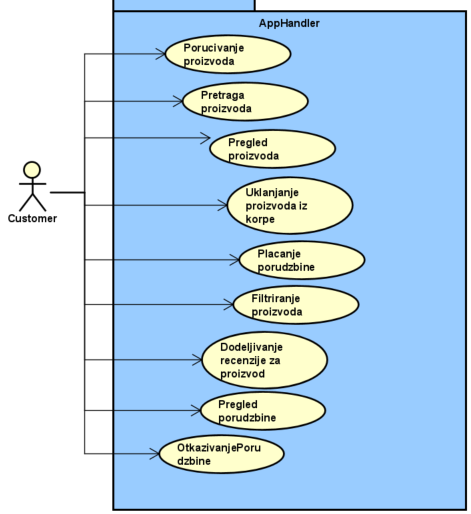 AppHandler
Porucivanje
proizvoda
Pretraga
proizvoda
Pregled
proizvoda
Uklanjanje
proizvoda iz
korpe
Customer
Placanje
porudzbine
Filtriranje
proizvoda
Dodeljivanje
recenzije za
proizvod
Pregled
porudzbine
OtkazivanjePoru
dzbine